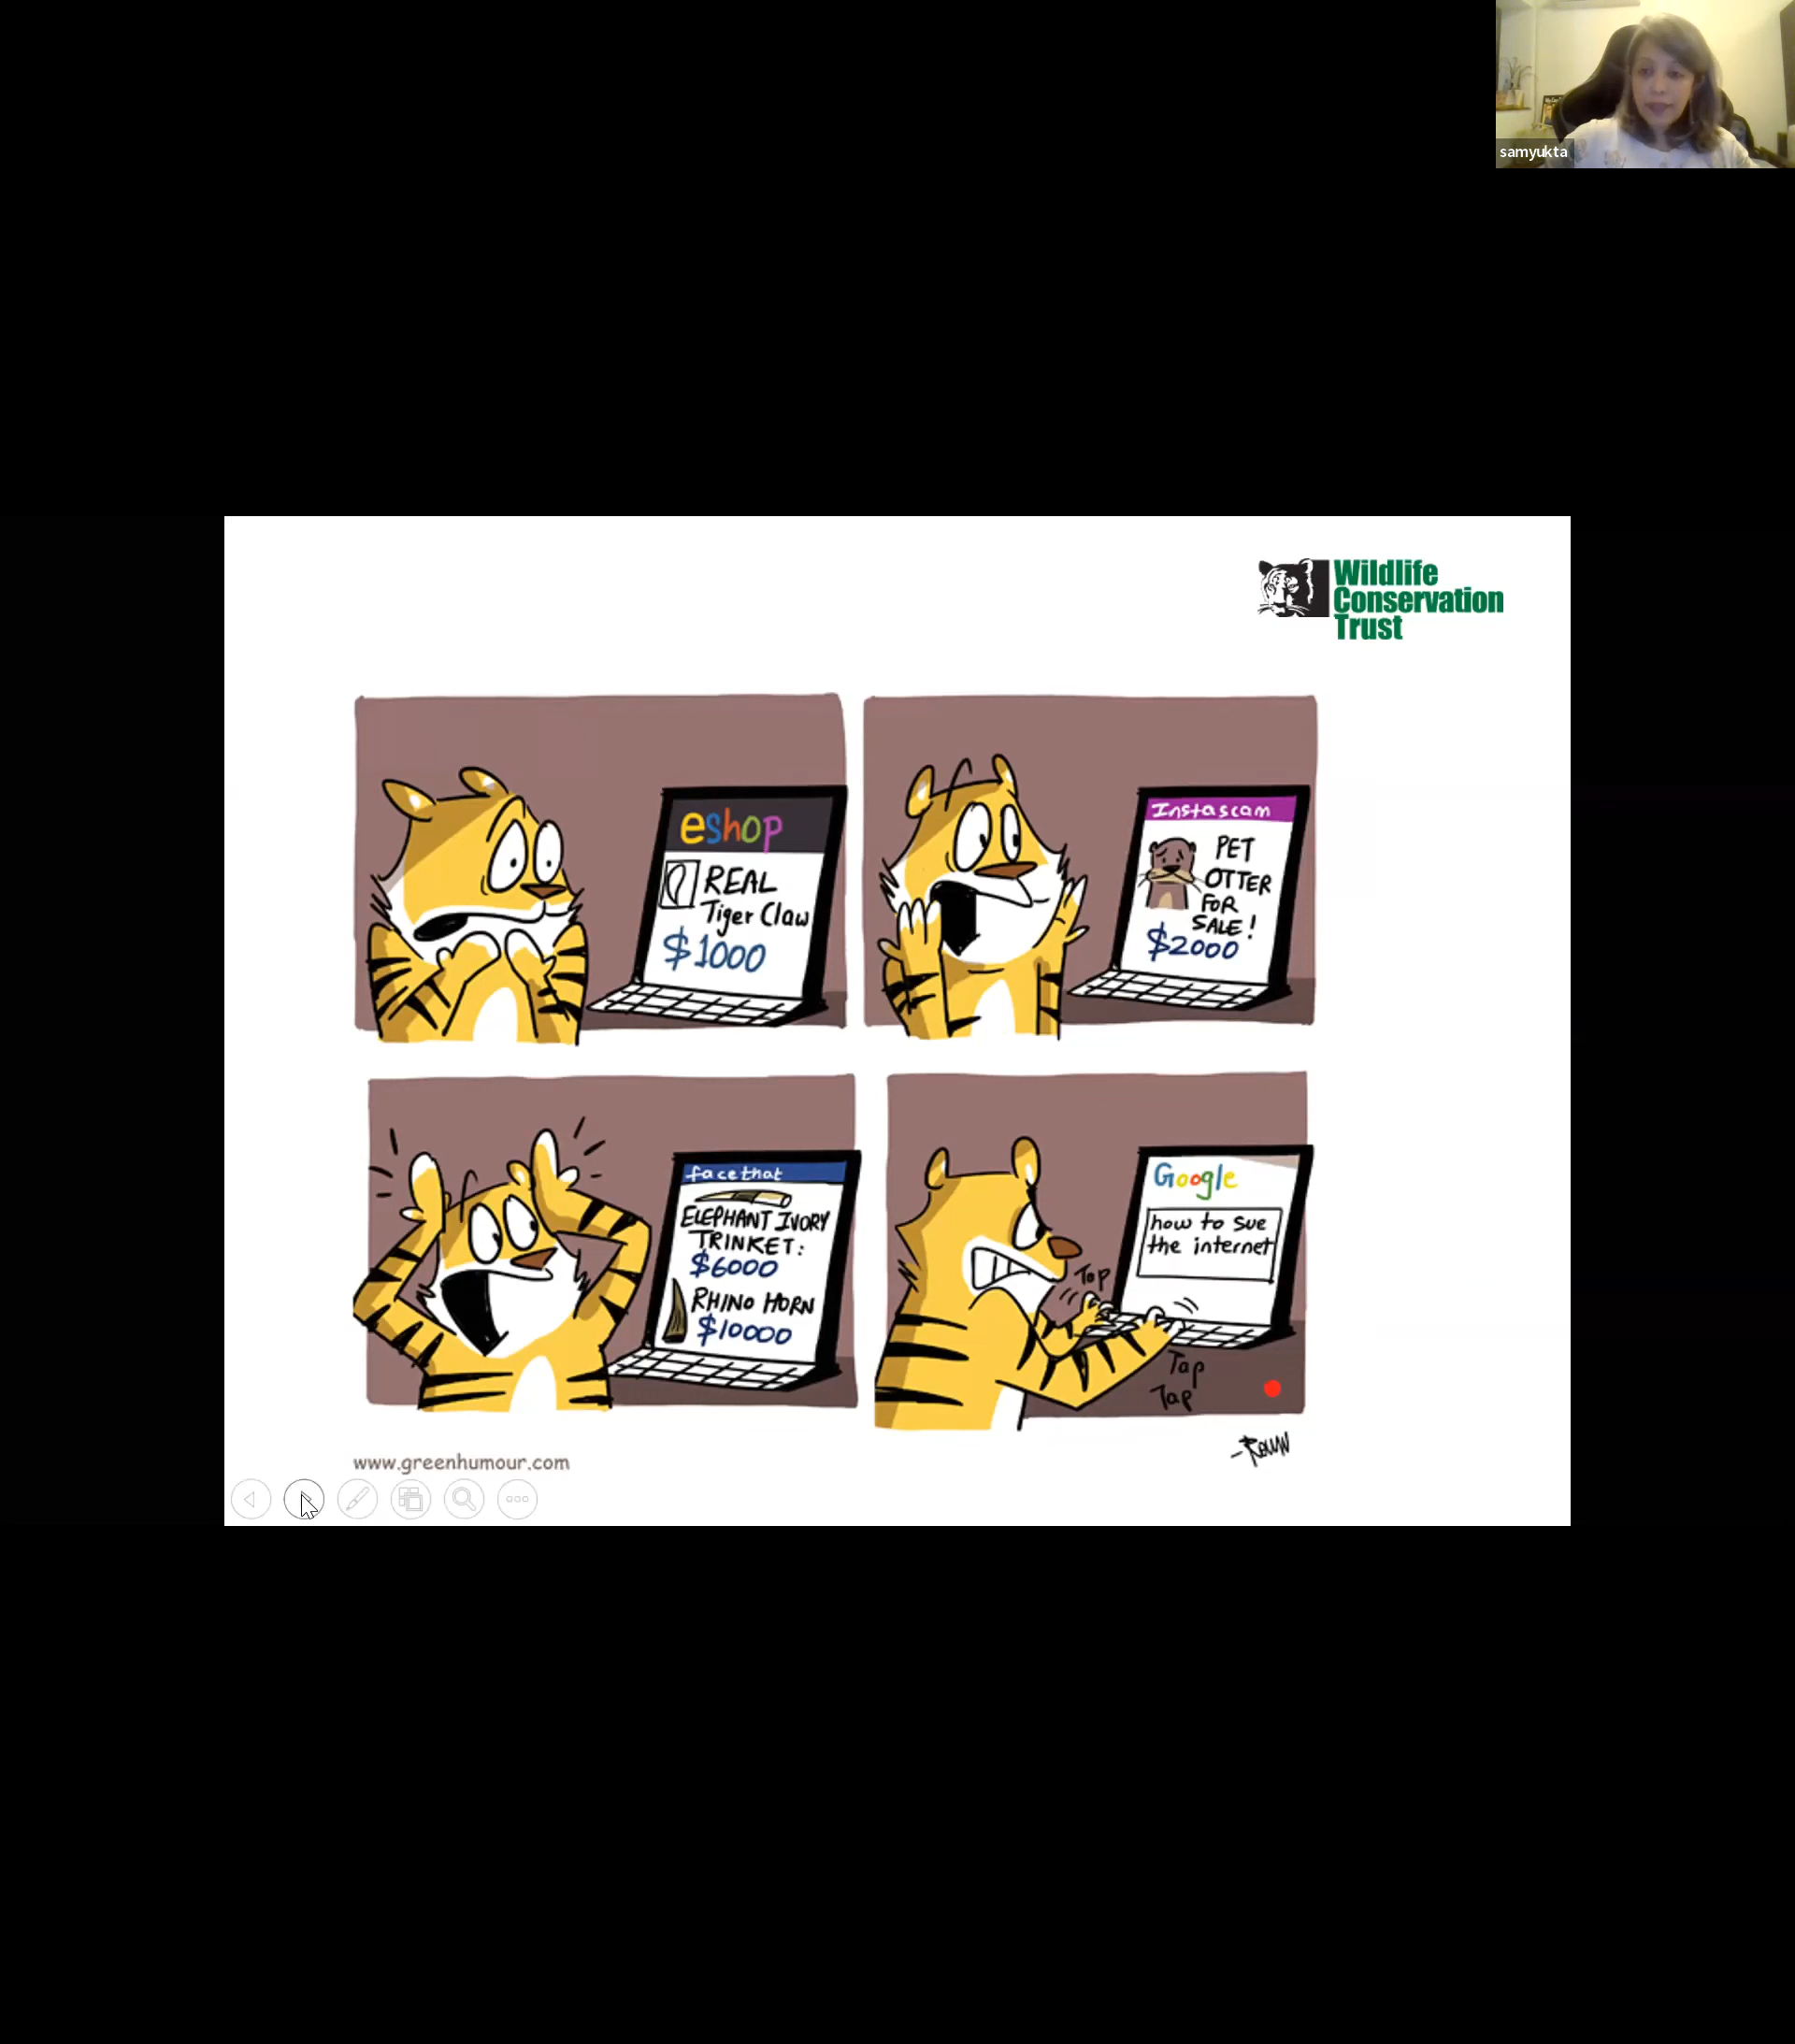 samyukta
Wildlife
Conservation
Trust
eshop
REAL
Tiger Claw
$1000
Instascam
PET
OTTER
FOR
SALE!
$2000
facethat
ELEPHANT IVORY
TRINKET:
$6000
RHINO HORN
$10000
Google
how to sue
the internet
Tap
Tap
Tap
www.greenhumour.com